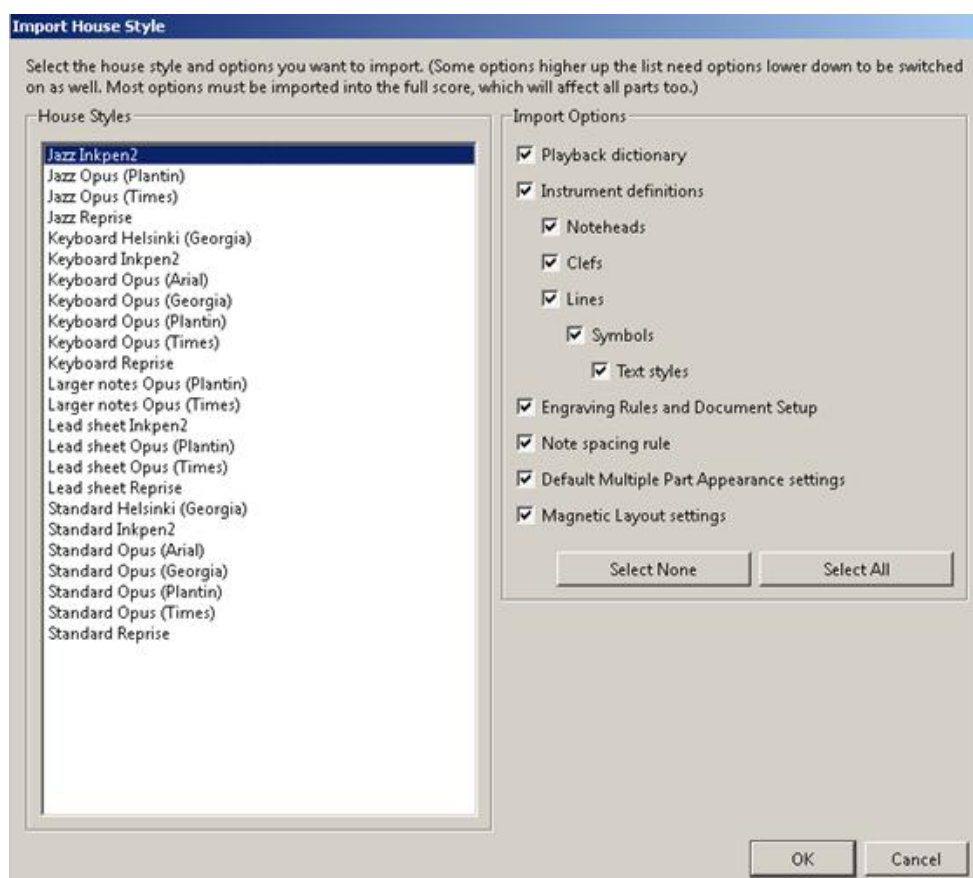 Import House Style
Select the house style and options you want to import. (Some options higher up the list need options lower down to be switched
on as well. Most options must be imported into the full score, which will affect all parts too.)
House Styles
Jazz Inkpen2
Jazz Opus (Plantin)
Jazz Opus (Times)
Jazz Reprise
Keyboard Helsinki (Georgia)
Keyboard Inkpen2
Keyboard Opus (Arial)
Keyboard Opus (Georgia)
Keyboard Opus (Plantin)
Keyboard Opus (Times)
Keyboard Reprise
Larger notes Opus (Plantin)
Larger notes Opus (Times)
Lead sheet Inkpen2
Lead sheet Opus (Plantin)
Lead sheet Opus (Times)
Lead sheet Reprise
Standard Helsinki (Georgia)
Standard Inkpen2
Standard Opus (Arial)
Standard Opus (Georgia)
Standard Opus (Plantin)
Standard Opus (Times)
Standard Reprise
Import Options
Playback dictionary
Instrument definitions
Noteheads
Clefs
Lines
Symbols
Text styles
Engraving Rules and Document Setup
Note spacing rule
Default Multiple Part Appearance settings
Magnetic Layout settings
Select None Select All
OK Cancel